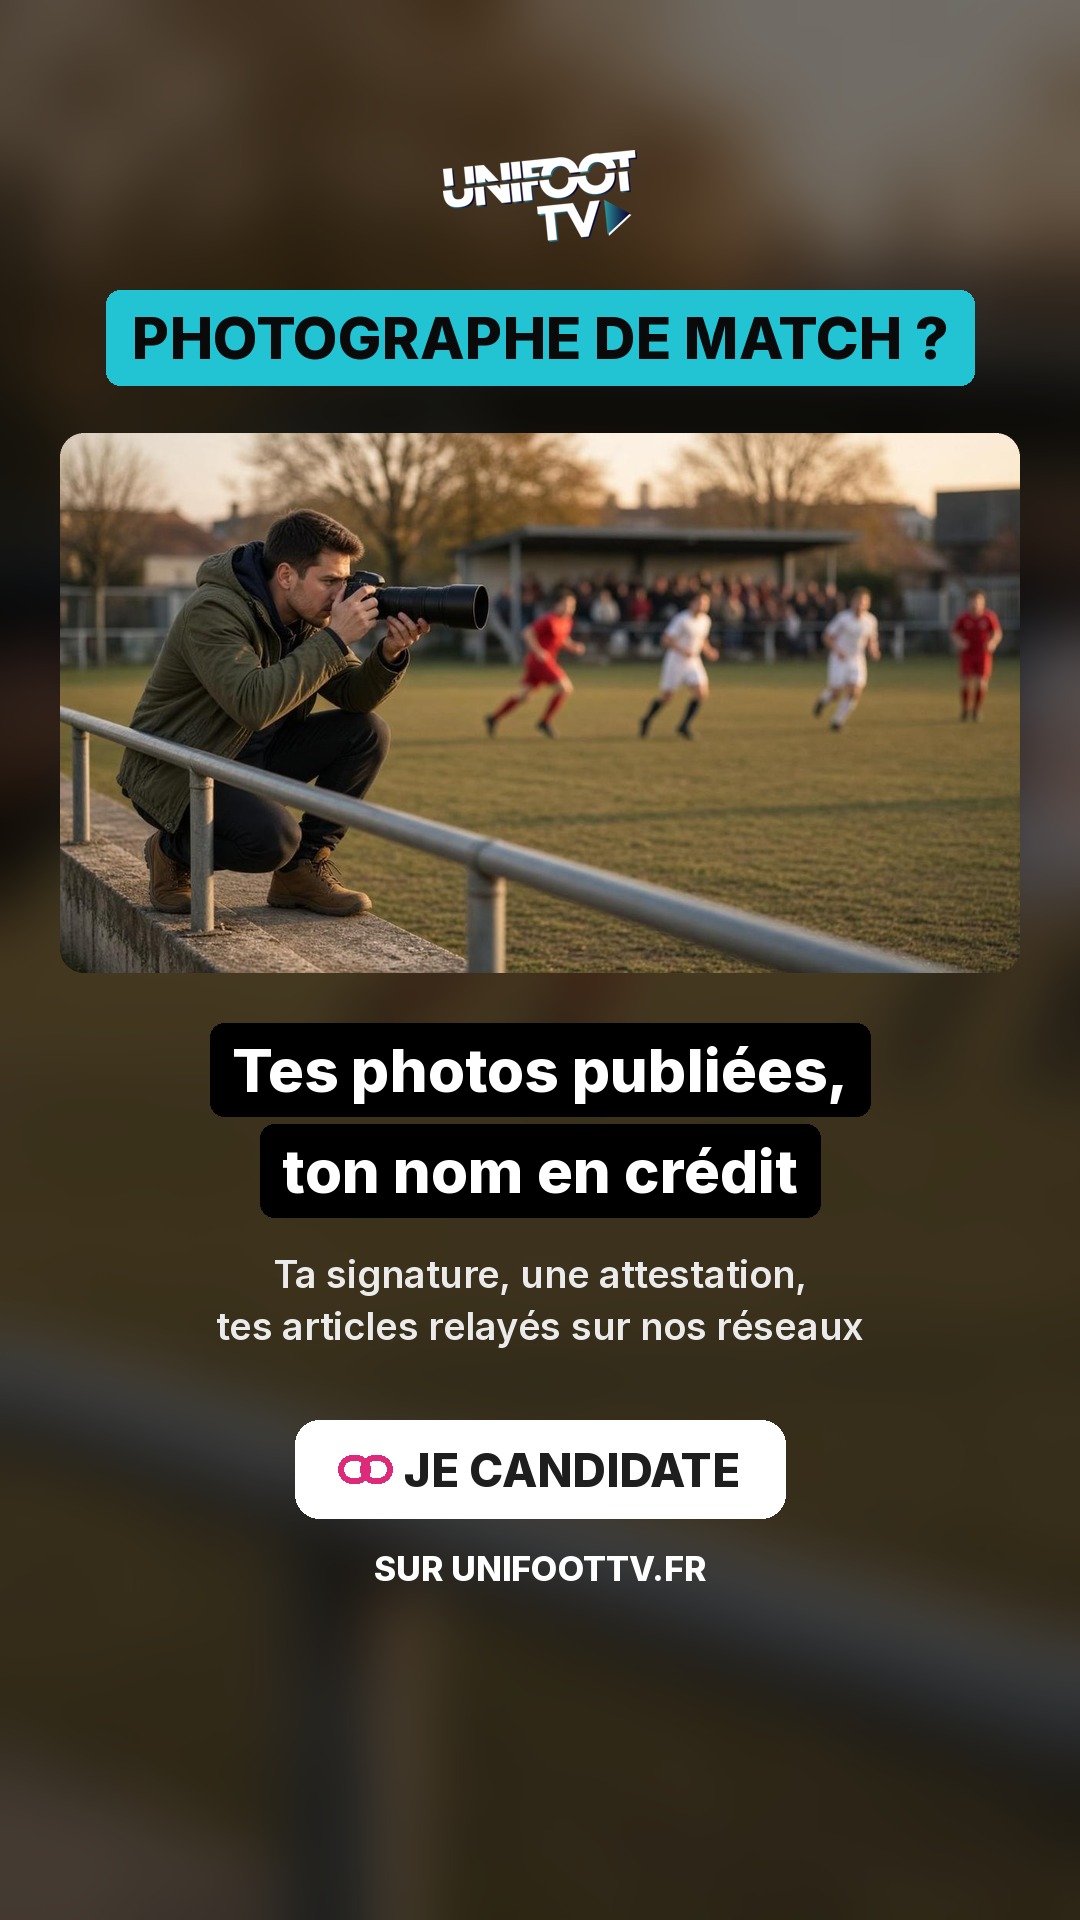 UNIFOOT
TV
PHOTOGRAPHE DE MATCH ?
Tes photos publiées,
ton nom en crédit
Ta signature, une attestation,
tes articles relayés sur nos réseaux
JE CANDIDATE
SUR UNIFOOTTV.FR